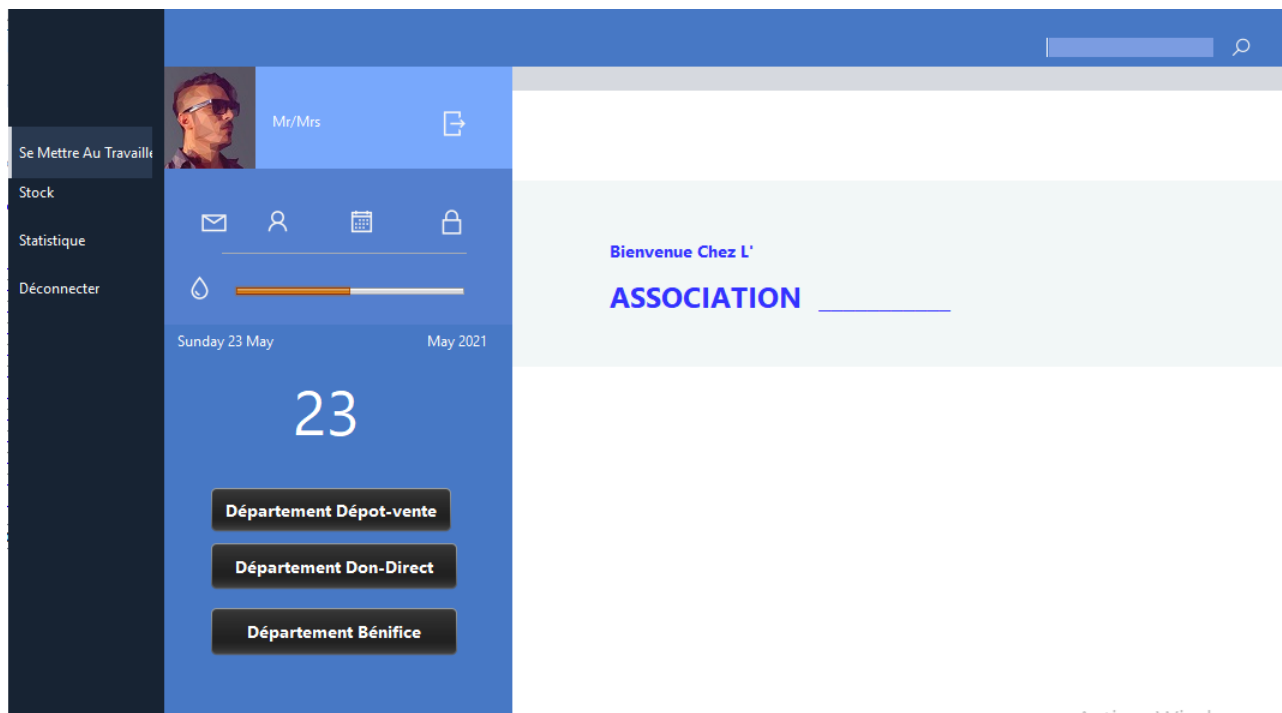 Mr/Mrs
Se Mettre Au Travaille
Stock
Statistique
Déconnecter
Sunday 23 May
May 2021
23
Département Dépot-vente
Département Don-Direct
Département Bénifice
Bienvenue Chez L'
ASSOCIATION __________